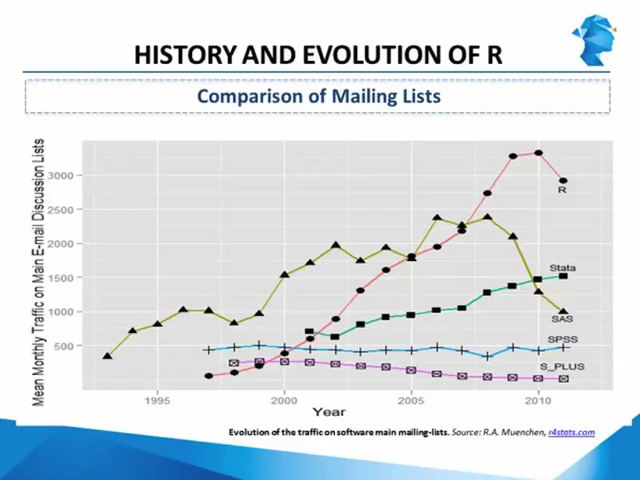 HISTORY AND EVOLUTION OF R
Comparison of Mailing Lists
Mean Monthly Traffic on Main E-mail Discussion Lists
3000
2500
2000
1500
1000
500
R
Stata
SAS
SPSS
S_PLUS
1995
2000
2005
2010
Year
Evolution of the traffic on software main mailing-lists. Source: R.A. Muenchen, r4stats.com